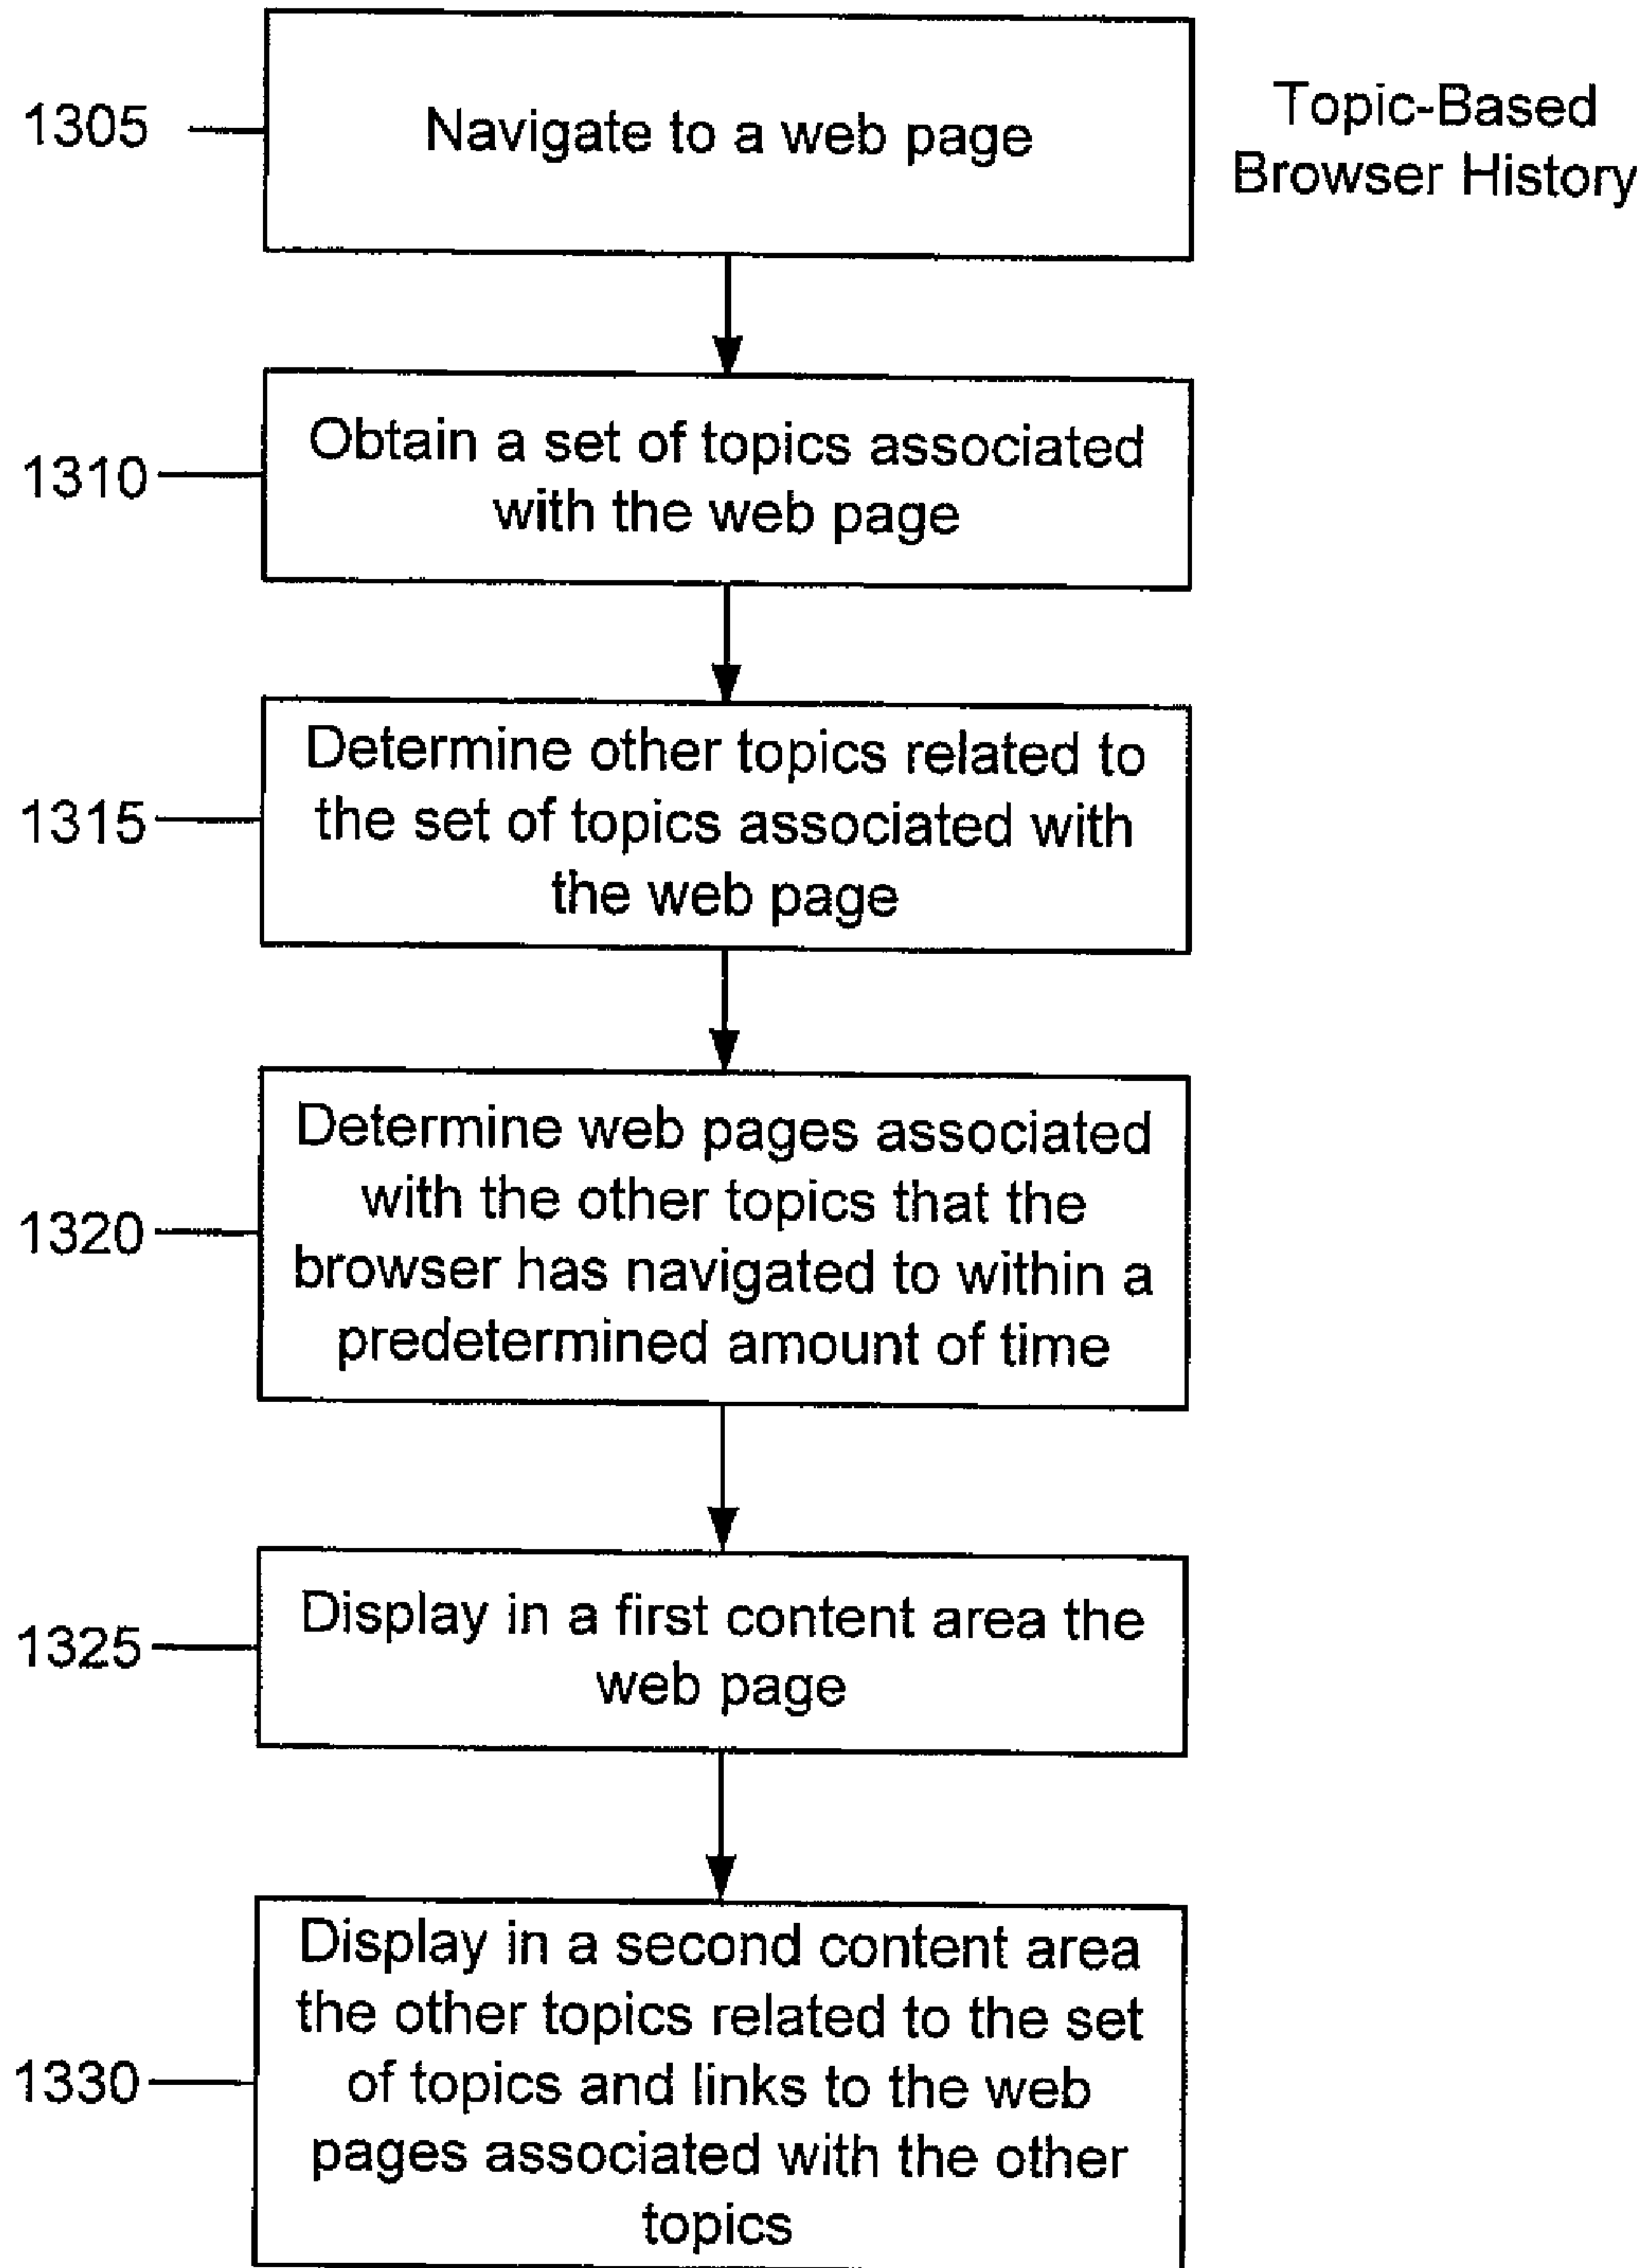 1305
Navigate to a web page
Topic-Based
Browser History
1310
Obtain a set of topics associated
with the web page
1315
Determine other topics related to
the set of topics associated with
the web page
1320
Determine web pages associated
with the other topics that the
browser has navigated to within a
predetermined amount of time
1325
Display in a first content area the
web page
1330
Display in a second content area
the other topics related to the set
of topics and links to the web
pages associated with the other
topics